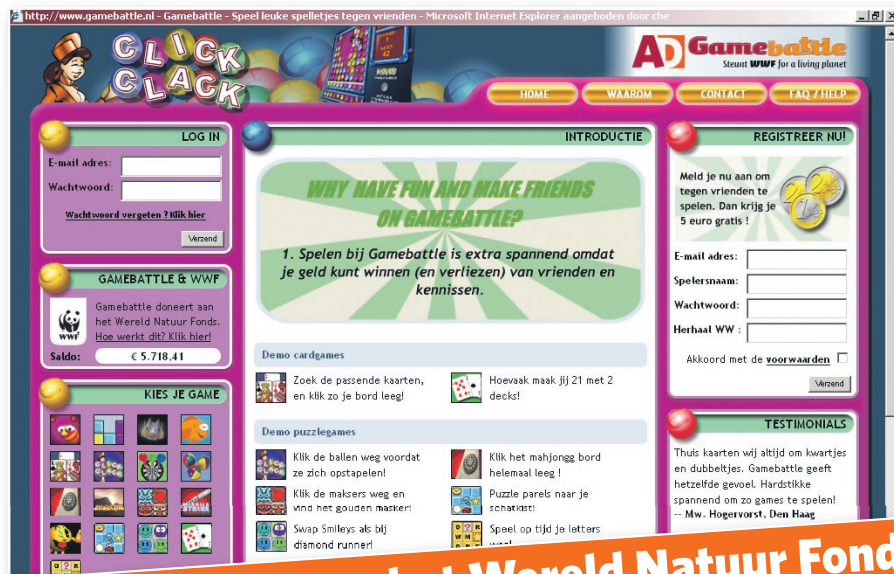 http://www.gamebattle.nl - Gamebattle - Speel leuke spelletjes tegen vrienden - Microsoft Internet Explorer aangeboden door che
CLICK
CLACK
AD Gamebattle
Steunt WWF for a living planet
HOME WAAROM CONTACT FAQ / HELP
LOG IN
E-mail adres:
Wachtwoord:
Wachtwoord vergeten ? Klik hier
Verzend
GAMEBATTLE & WWF
WWF
Gamebattle doneert aan
het Wereld Natuur Fonds.
Hoe werkt dit? Klik hier!
Saldo: € 5.718,41
KIES JE GAME
INTRODUCTIE
WHY HAVE FUN AND MAKE FRIENDS
ON GAMEBATTLE?
1. Spelen bij Gamebattle is extra spannend omdat
je geld kunt winnen (en verliezen) van vrienden en
kennissen.
Demo cardgames
Zoek de passende kaarten,
en klik zo je bord leeg!
Hoevaak maak jij 21 met 2
decks!
Demo puzzlegames
Klik de ballen weg voordat
ze zich opstapelen!
Klik het mahjongg bord
helemaal leeg !
Klik de maksers weg en
vind het gouden masker!
Puzzle parels naar je
schatkist!
Swap Smileys als bij
diamond runner!
Speel op tijd je letters
REGISTREER NU!
Meld je nu aan om
tegen vrienden te
spelen. Dan krijg je
5 euro gratis !
E-mail adres:
Spelersnaam:
Wachtwoord:
Herhaal WW :
Akkoord met de voorwaarden
Verzend
TESTIMONIALS
Thuis kaarten wij altijd om kwartjes
en dubbeltjes. Gamebattle geeft
hetzelfde gevoel. Hardstikke
spannend om zo games te spelen!
-- Mw. Hogervorst, Den Haag
Wereld Natuur Fond